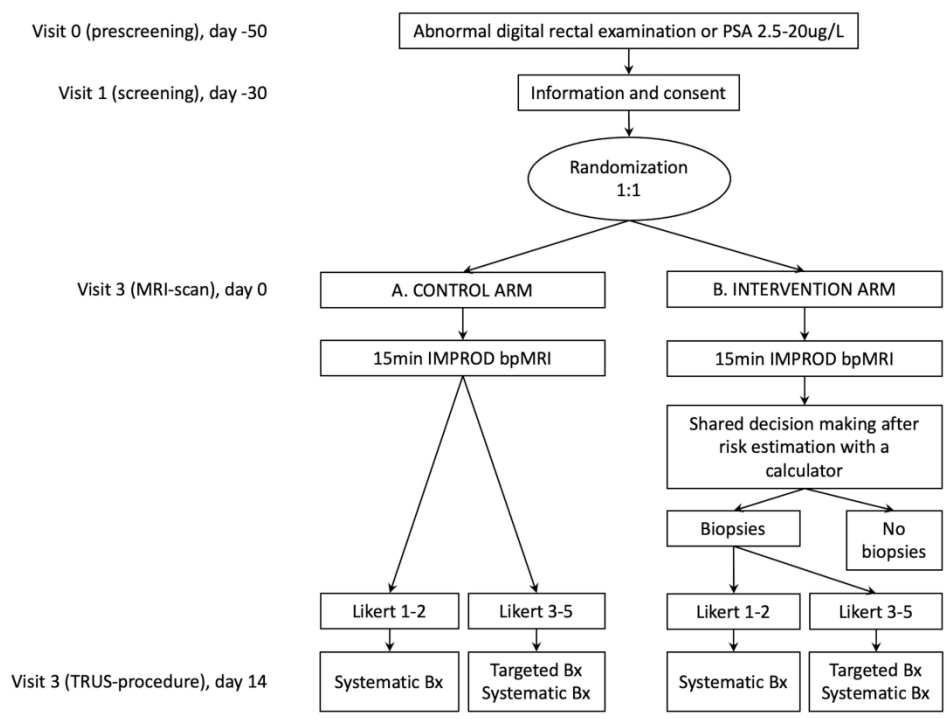 Visit 0 (prescreening), day -50
Abnormal digital rectal examination or PSA 2.5-20ug/L
Visit 1 (screening), day -30
Information and consent
Randomization
1:1
Visit 3 (MRI-scan), day 0
A. CONTROL ARM
B. INTERVENTION ARM
15min IMPROD bpMRI
15min IMPROD bpMRI
Shared decision making after
risk estimation with a
calculator
Biopsies
No
biopsies
Likert 1-2
Likert 3-5
Likert 1-2
Likert 3-5
Visit 3 (TRUS-procedure), day 14
Systematic Bx
Targeted Bx
Systematic Bx
Systematic Bx
Targeted Bx
Systematic Bx